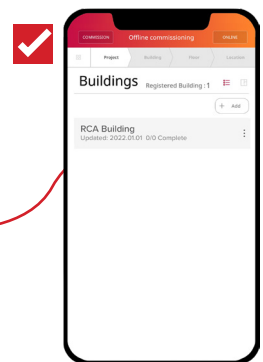 COMMISSION Offline commissioning ONLINE
Project Building Floor Location
Buildings Registered Building : 1
+ Add
RCA Building
Updated: 2022.01.01 0/0 Complete